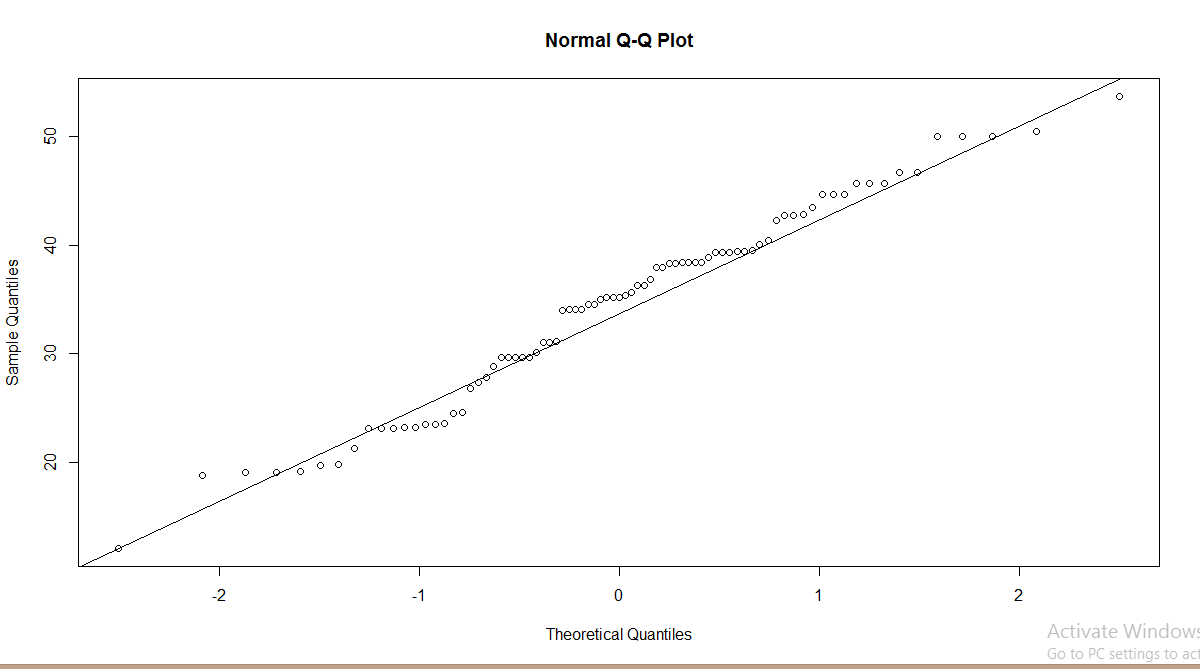 Normal Q-Q Plot
Sample Quantiles
50
40
30
20
-2 -1 0 1 2
Theoretical Quantiles
Activate Windows
Go to PC settings to act